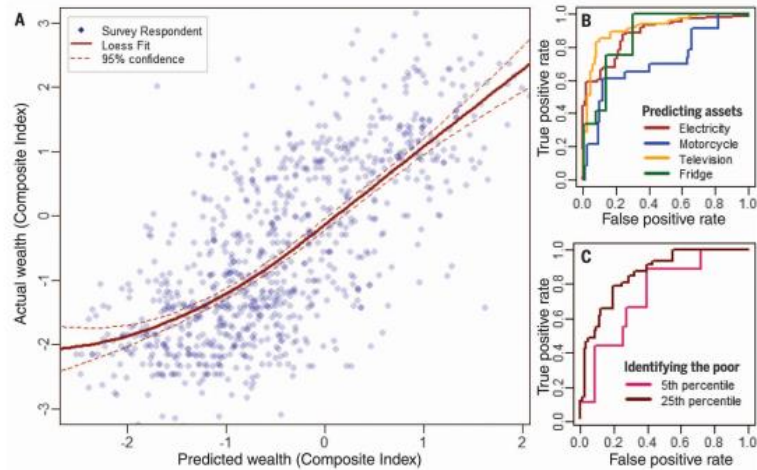 A
Survey Respondent
Loess Fit
95% confidence
Actual wealth (Composite Index)
3
2
1
0
-1
-2
-3
-2
-1
0
1
2
Predicted wealth (Composite Index)
B
True positive rate
1.0
0.8
0.6
0.4
0.2
0.0
Predicting assets
Electricity
Motorcycle
Television
Fridge
0.0
0.2
0.4
0.6
0.8
1.0
False positive rate
C
True positive rate
1.0
0.8
0.6
0.4
0.2
0.0
Identifying the poor
5th percentile
25th percentile
0.0
0.2
0.4
0.6
0.8
1.0
False positive rate